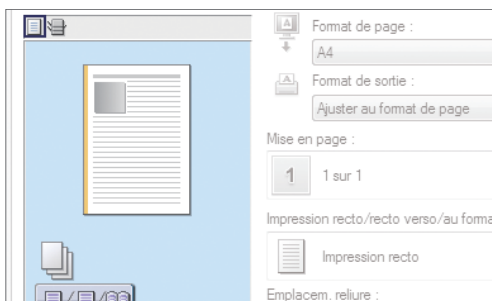 Format de page :
A4
Format de sortie :
Ajuster au format de page
Mise en page :
1
1 sur 1
Impression recto/recto verso/au forma
Impression recto
Emplacem. reliure :